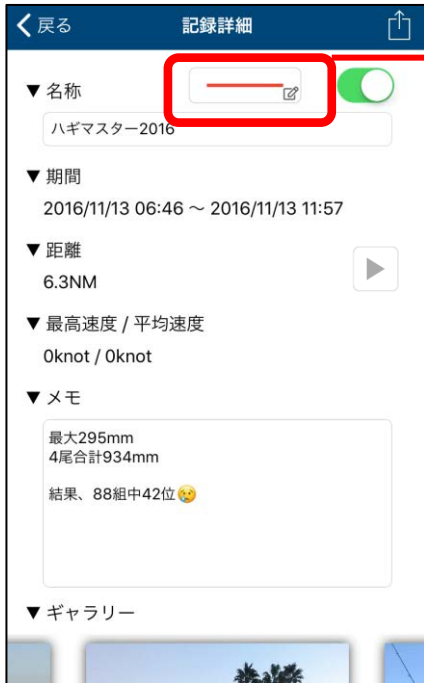 戻る
記録詳細
▼ 名称
ハギマスター2016
▼ 期間
2016/11/13 06:46 ～ 2016/11/13 11:57
▼ 距離
6.3NM
▼ 最高速度 / 平均速度
0knot / 0knot
▼ メモ
最大295mm
4尾合計934mm
結果、88組中42位😢
▼ ギャラリー